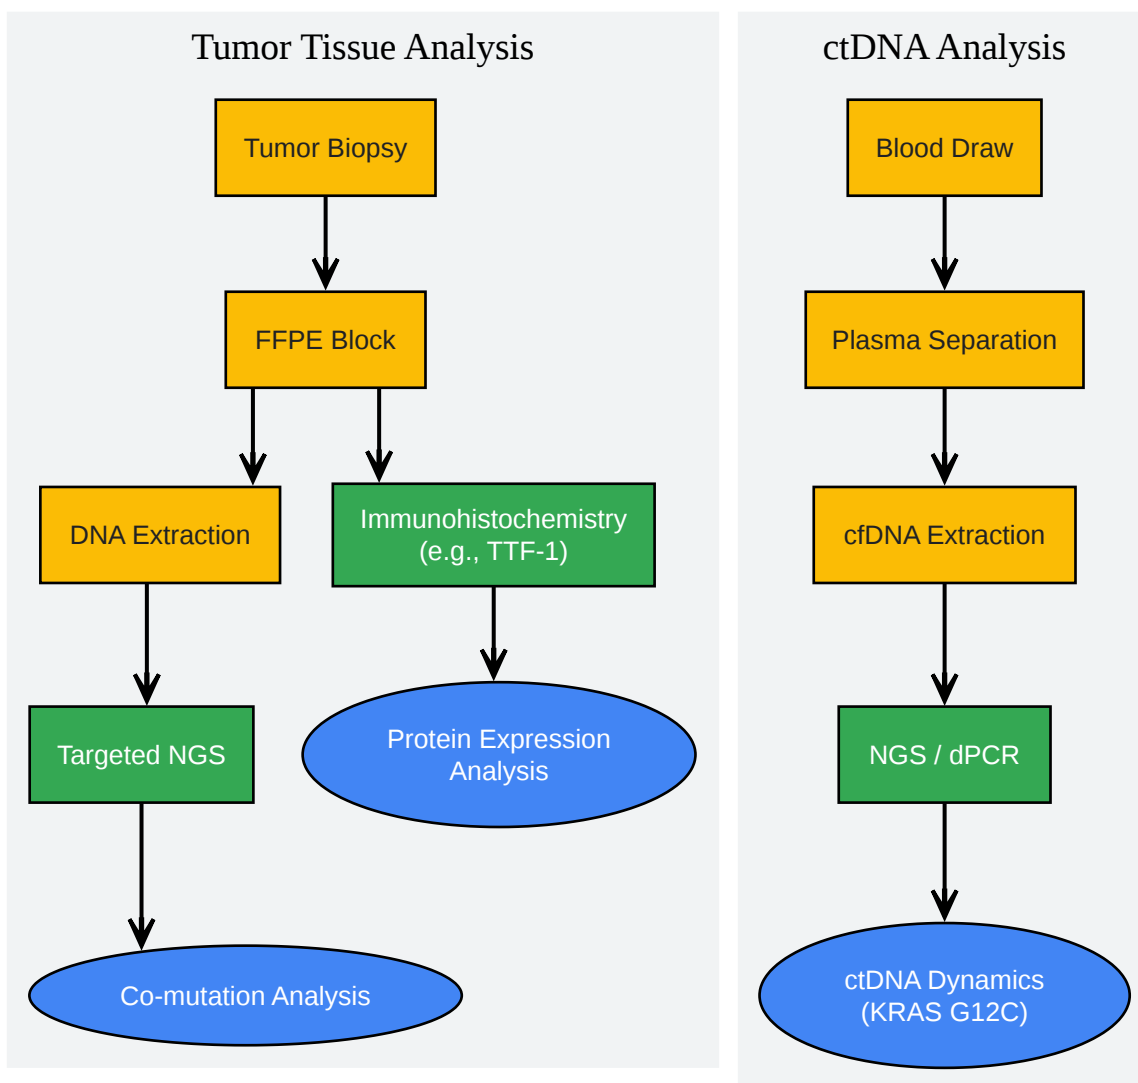 Tumor Tissue Analysis
Tumor Biopsy
FFPE Block
DNA Extraction
Immunohistochemistry
(e.g., TTF-1)
Targeted NGS
Protein Expression
Analysis
Co-mutation Analysis
ctDNA Analysis
Blood Draw
Plasma Separation
cfDNA Extraction
NGS / dPCR
ctDNA Dynamics
(KRAS G12C)